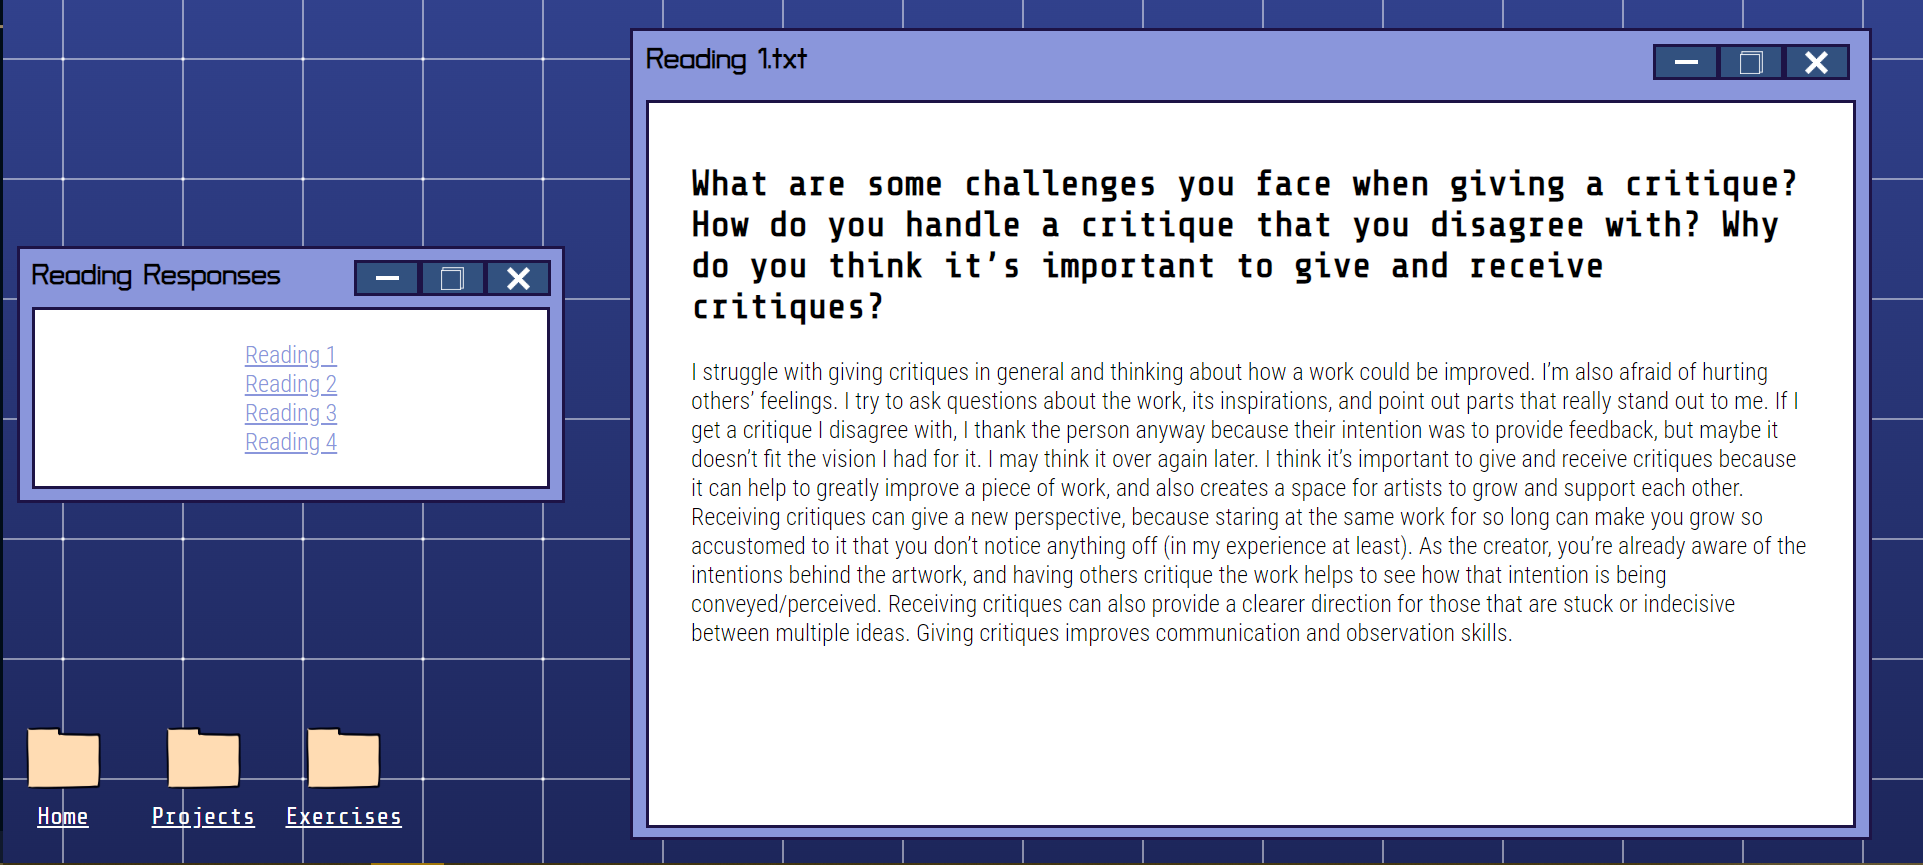 Reading 1.txt
What are some challenges you face when giving a critique?
How do you handle a critique that you disagree with? Why
do you think it’s important to give and receive
critiques?
I struggle with giving critiques in general and thinking about how a work could be improved. I’m also afraid of hurting
others’ feelings. I try to ask questions about the work, its inspirations, and point out parts that really stand out to me. If I
get a critique I disagree with, I thank the person anyway because their intention was to provide feedback, but maybe it
doesn’t fit the vision I had for it. I may think it over again later. I think it’s important to give and receive critiques because
it can help to greatly improve a piece of work, and also creates a space for artists to grow and support each other.
Receiving critiques can give a new perspective, because staring at the same work for so long can make you grow so
accustomed to it that you don’t notice anything off (in my experience at least). As the creator, you’re already aware of the
intentions behind the artwork, and having others critique the work helps to see how that intention is being
conveyed/perceived. Receiving critiques can also provide a clearer direction for those that are stuck or indecisive
between multiple ideas. Giving critiques improves communication and observation skills.
Reading Responses
Reading 1
Reading 2
Reading 3
Reading 4
Home
Projects
Exercises